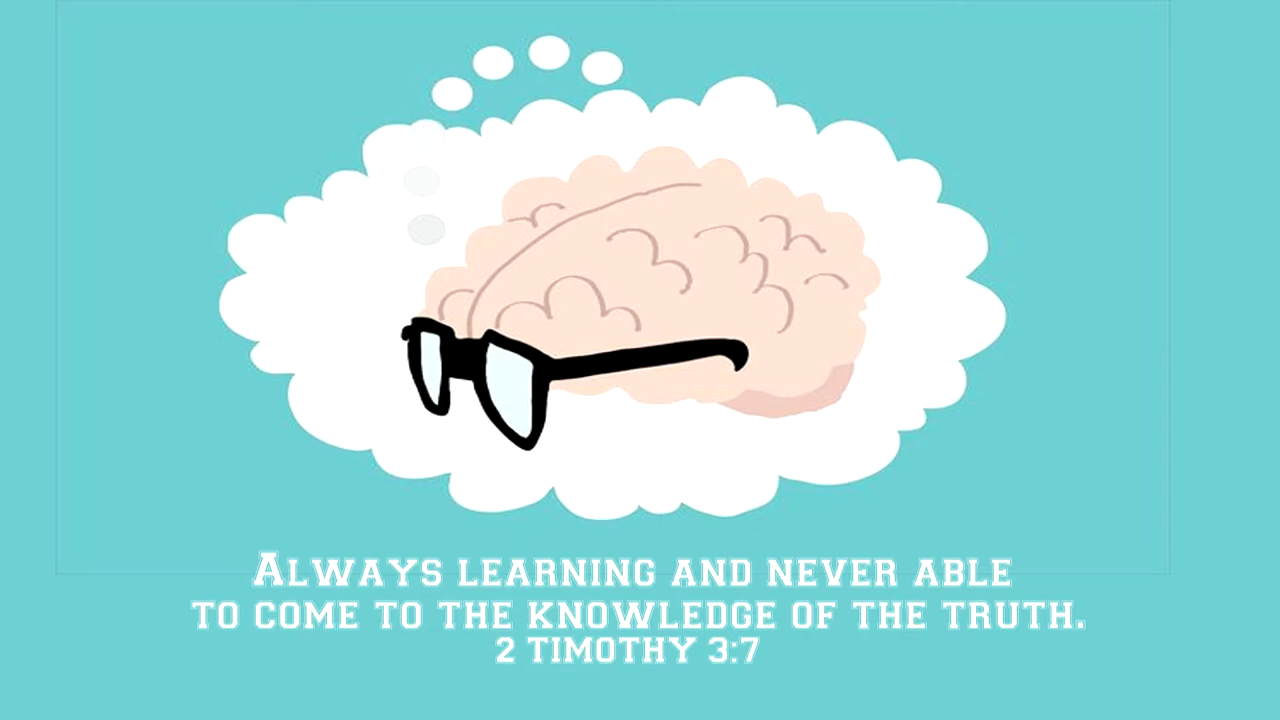 Always learning and never able
to come to the knowledge of the truth.
2 Timothy 3:7